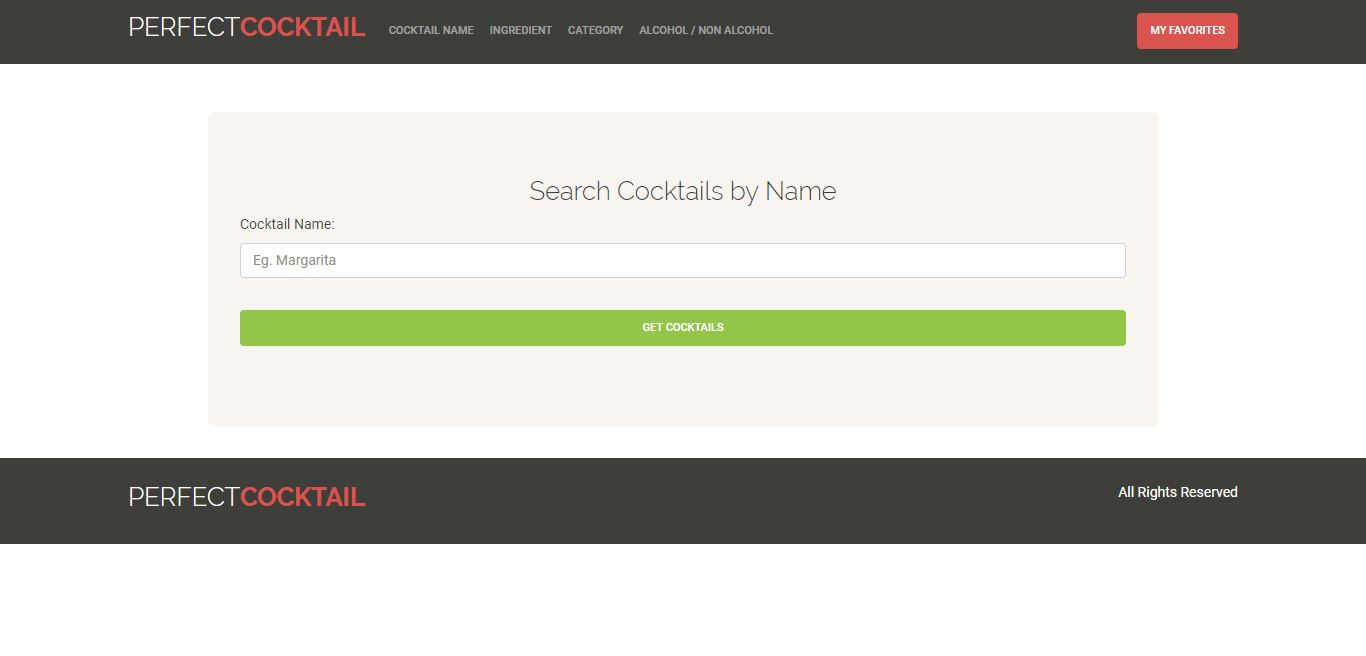 PERFECTCOCKTAIL COCKTAIL NAME INGREDIENT CATEGORY ALCOHOL / NON ALCOHOL MY FAVORITES
Search Cocktails by Name
Cocktail Name:
Eg. Margarita
GET COCKTAILS
PERFECTCOCKTAIL All Rights Reserved